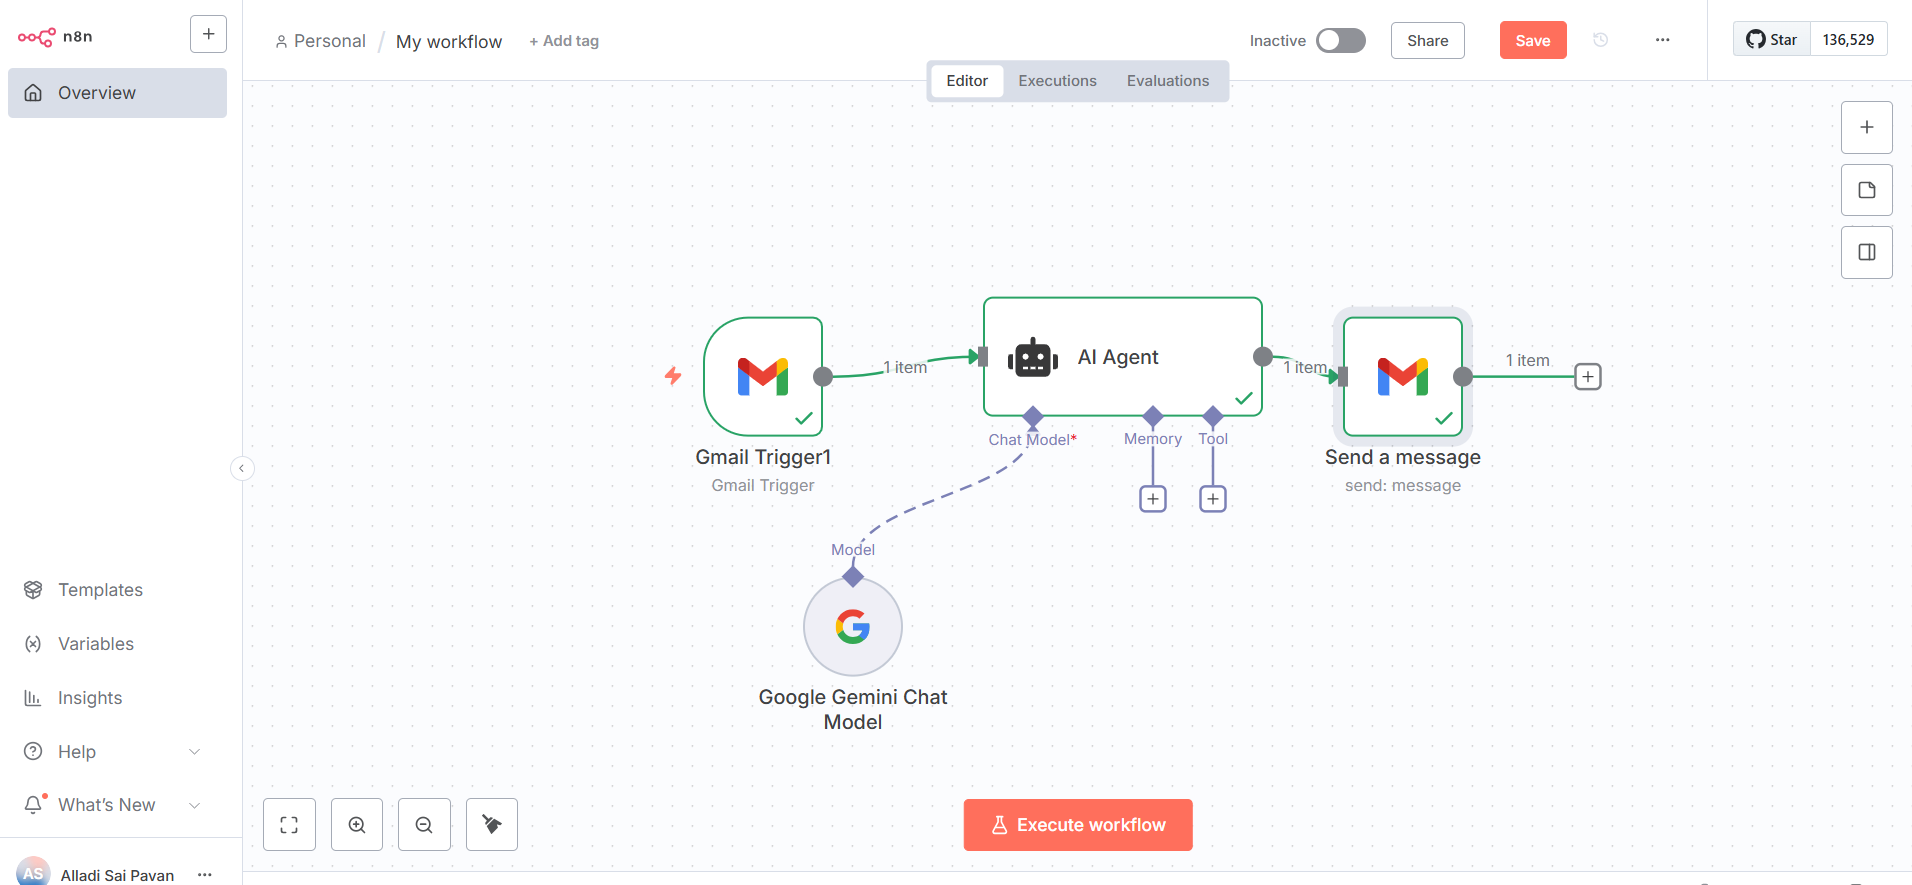 n8n
Overview
Templates
Variables
Insights
Help
What's New
AS
Alladi Sai Pavan
Personal / My workflow + Add tag
Inactive
Share
Save
Star 136,529
Editor Executions Evaluations
1 item
AI Agent
1 item
1 item
Chat Model*
Memory
Tool
Gmail Trigger1
Gmail Trigger
Send a message
send: message
Model
G
Google Gemini Chat
Model
Execute workflow